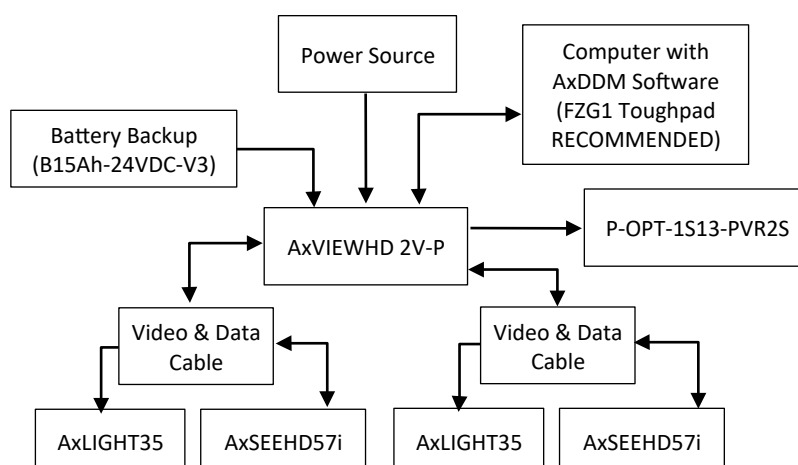 Power Source
Computer with
AxDDM Software
(FZG1 Toughpad
RECOMMENDED)
Battery Backup
(B15Ah-24VDC-V3)
AxVIEWHD 2V-P
P-OPT-1S13-PVR2S
Video & Data
Cable
Video & Data
Cable
AxLIGHT35
AxSEEHD57i
AxLIGHT35
AxSEEHD57i